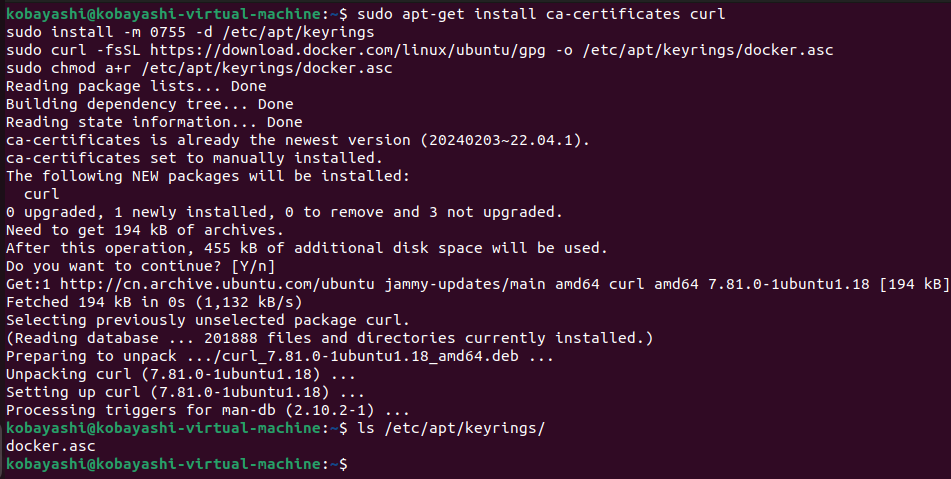 kobayashi@kobayashi-virtual-machine:~$ sudo apt-get install ca-certificates curl
sudo install -m 0755 -d /etc/apt/keyrings
sudo curl -fsSL https://download.docker.com/linux/ubuntu/gpg -o /etc/apt/keyrings/docker.asc
sudo chmod a+r /etc/apt/keyrings/docker.asc
Reading package lists... Done
Building dependency tree... Done
Reading state information... Done
ca-certificates is already the newest version (20240203~22.04.1).
ca-certificates set to manually installed.
The following NEW packages will be installed:
  curl
0 upgraded, 1 newly installed, 0 to remove and 3 not upgraded.
Need to get 194 kB of archives.
After this operation, 455 kB of additional disk space will be used.
Do you want to continue? [Y/n]
Get:1 http://cn.archive.ubuntu.com/ubuntu jammy-updates/main amd64 curl amd64 7.81.0-1ubuntu1.18 [194 kB]
Fetched 194 kB in 0s (1,132 kB/s)
Selecting previously unselected package curl.
(Reading database ... 201888 files and directories currently installed.)
Preparing to unpack .../curl_7.81.0-1ubuntu1.18_amd64.deb ...
Unpacking curl (7.81.0-1ubuntu1.18) ...
Setting up curl (7.81.0-1ubuntu1.18) ...
Processing triggers for man-db (2.10.2-1) ...
kobayashi@kobayashi-virtual-machine:~$ ls /etc/apt/keyrings/
docker.asc
kobayashi@kobayashi-virtual-machine:~$